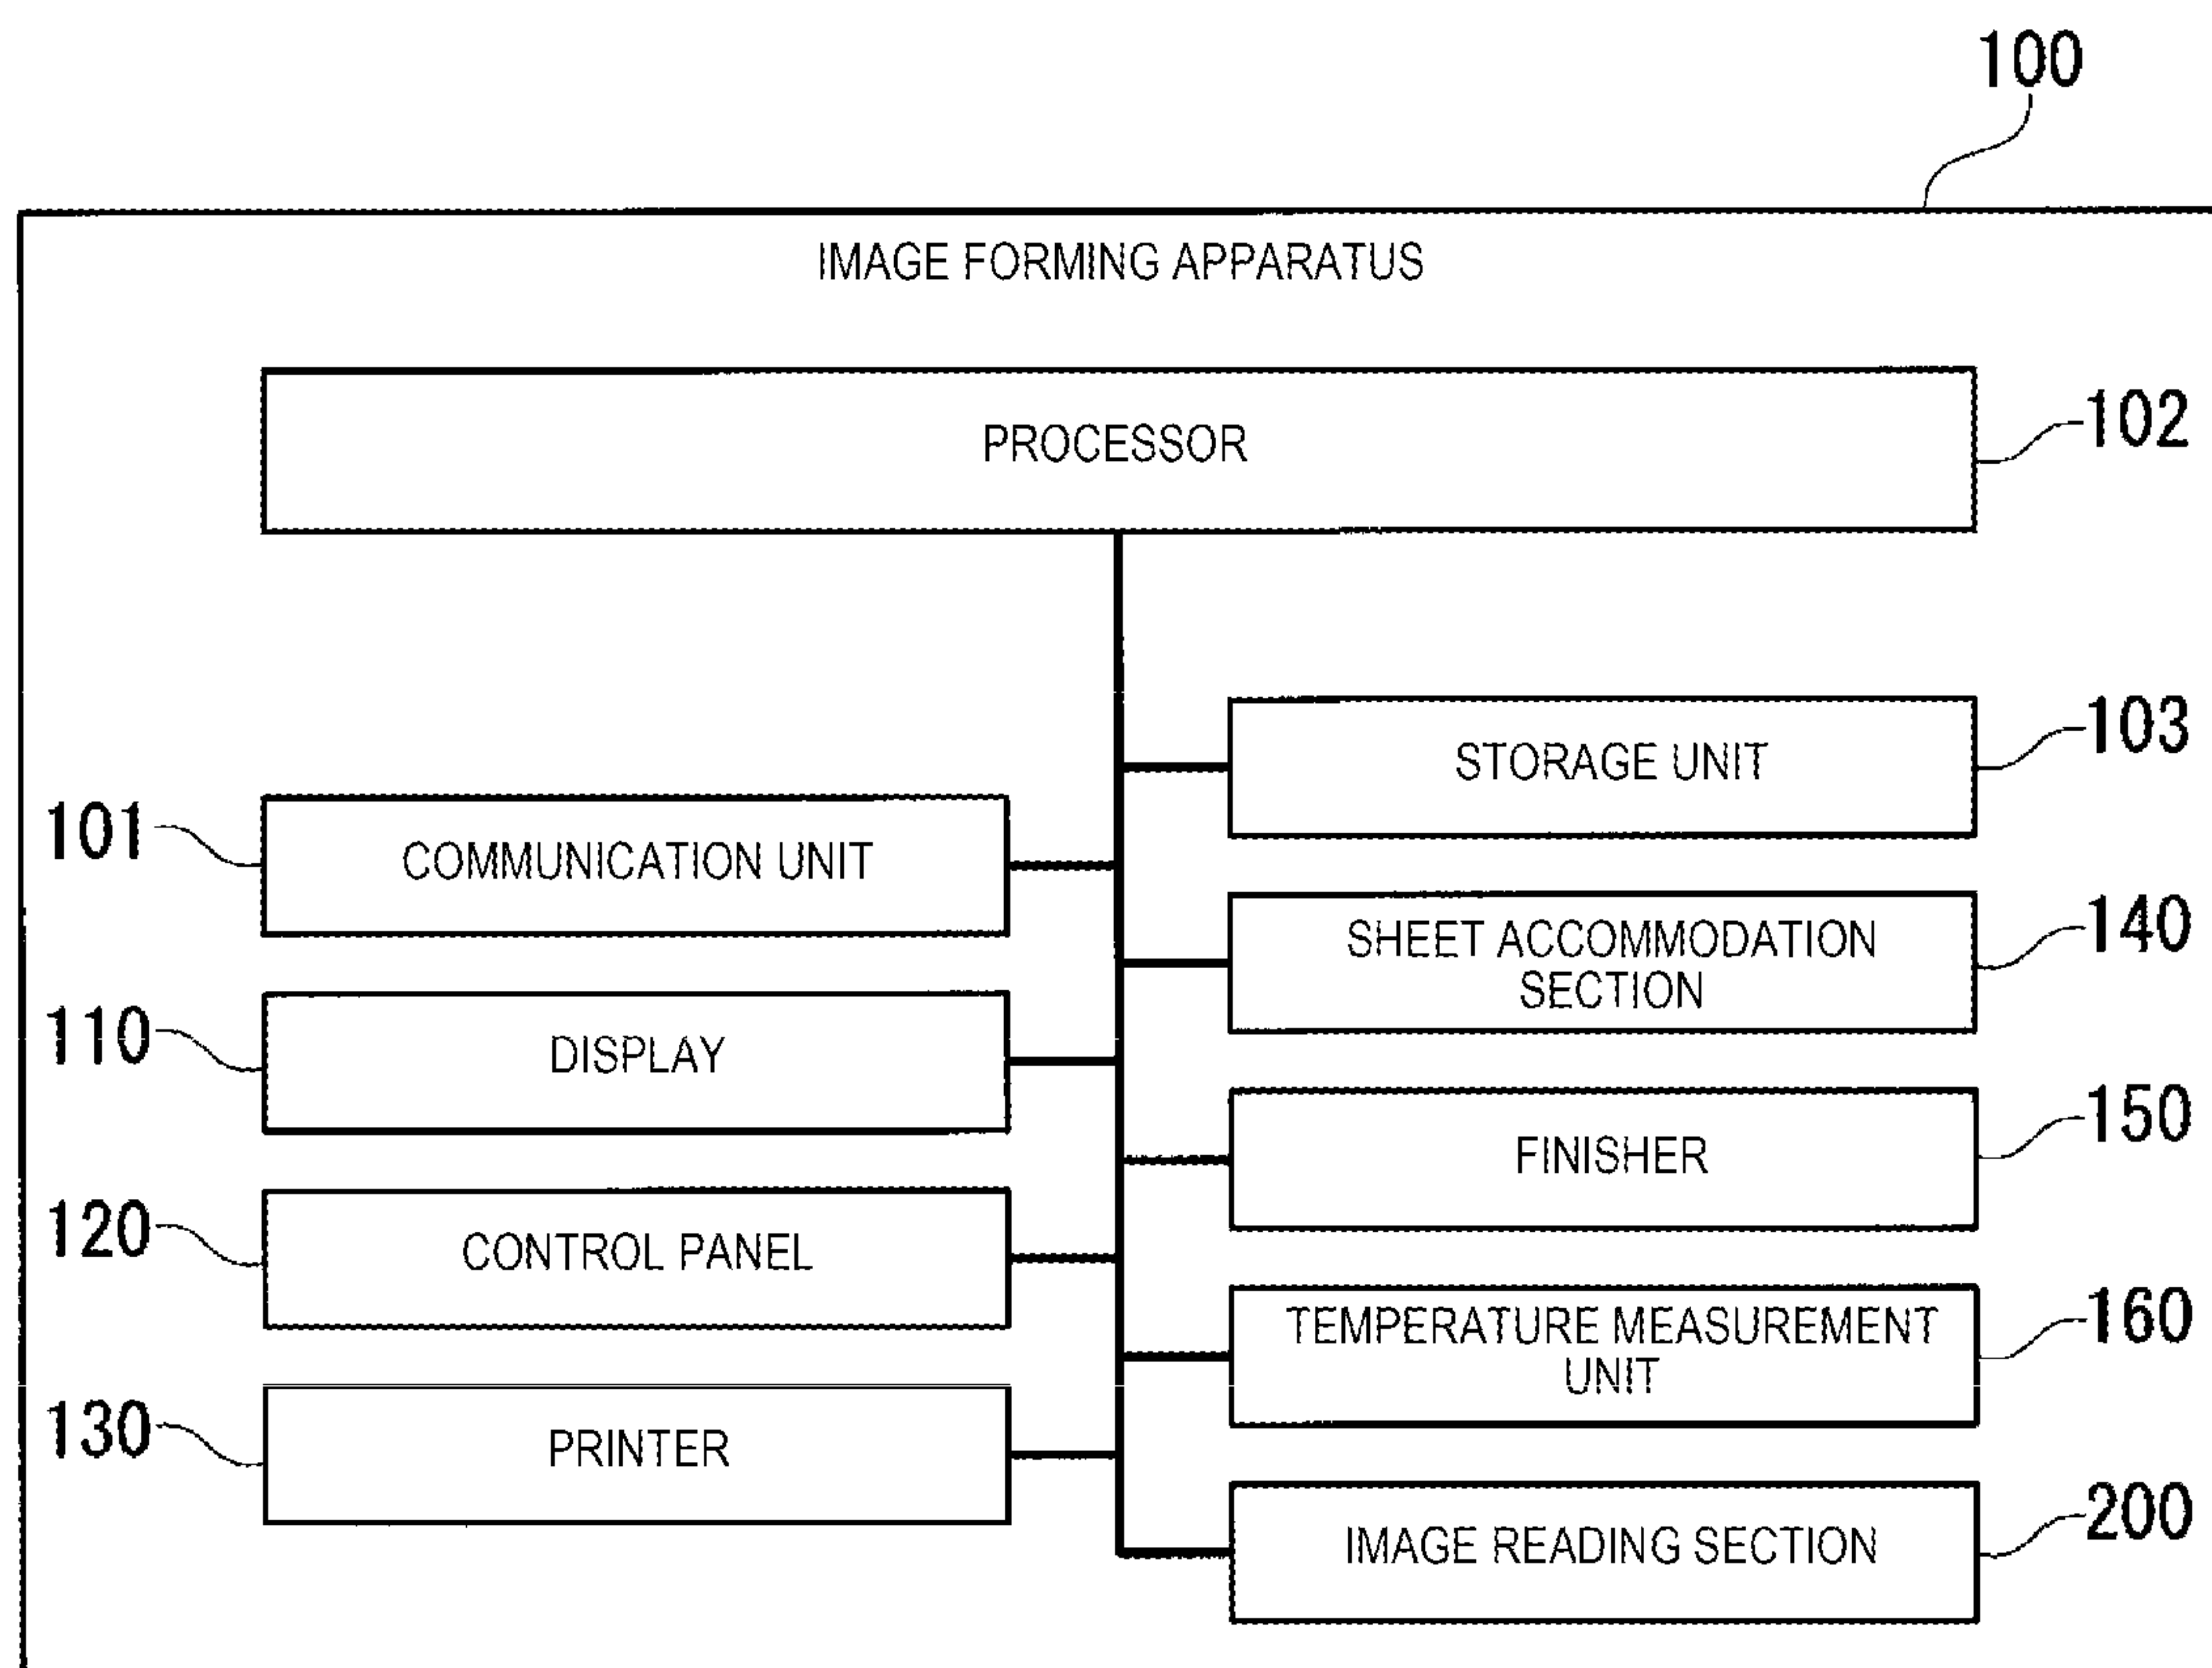 100
IMAGE FORMING APPARATUS
PROCESSOR
102
STORAGE UNIT
103
101
COMMUNICATION UNIT
SHEET ACCOMMODATION
SECTION
140
110
DISPLAY
FINISHER
150
120
CONTROL PANEL
TEMPERATURE MEASUREMENT
UNIT
160
130
PRINTER
IMAGE READING SECTION
200